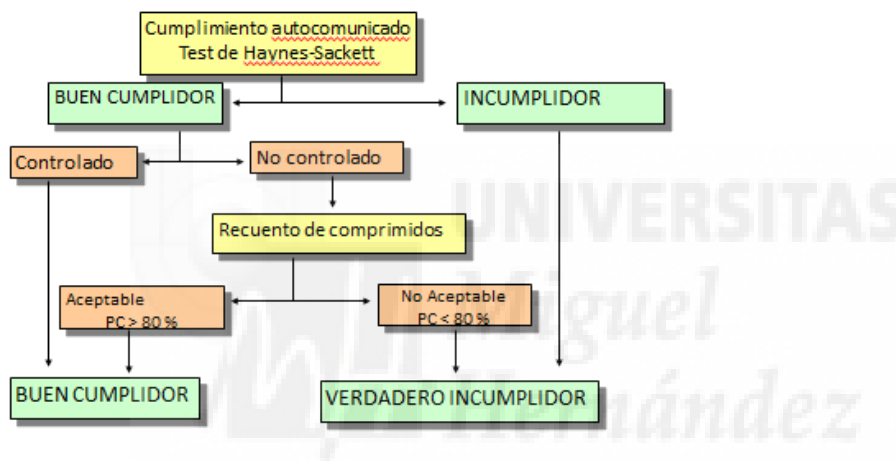 Cumplimiento autocomunicado
Test de Haynes-Sackett
BUEN CUMPLIDOR
INCUMPLIDOR
Controlado
No controlado
Recuento de comprimidos
Aceptable
PC > 80 %
No Aceptable
PC < 80 %
BUEN CUMPLIDOR
VERDADERO INCUMPLIDOR
UNIVERSITAS
Miguel
Hernández